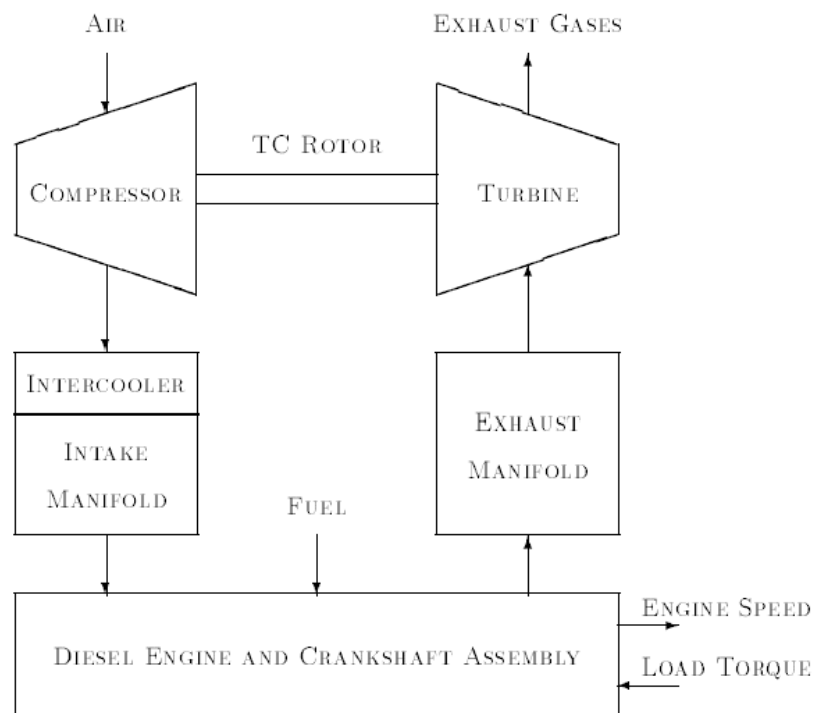 AIR
EXHAUST GASES
TC ROTOR
COMPRESSOR
TURBINE
INTERCOOLER
INTAKE
MANIFOLD
EXHAUST
MANIFOLD
FUEL
ENGINE SPEED
DIESEL ENGINE AND CRANKSHAFT ASSEMBLY
LOAD TORQUE